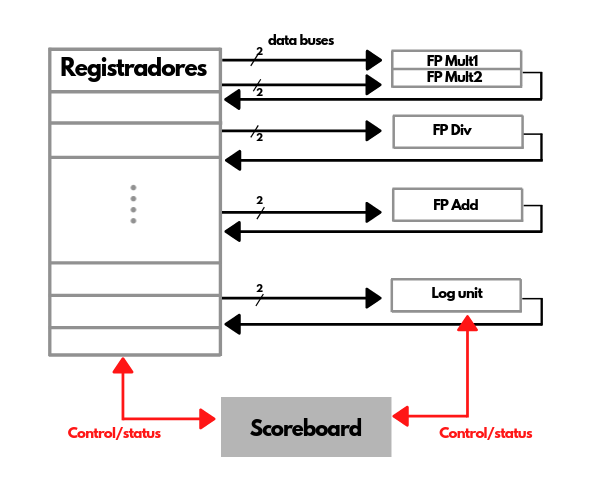 data buses
2
Registradores
FP Mult1
FP Mult2
2
FP Div
2
2
FP Add
2
Log unit
Scoreboard
Control/status
Control/status